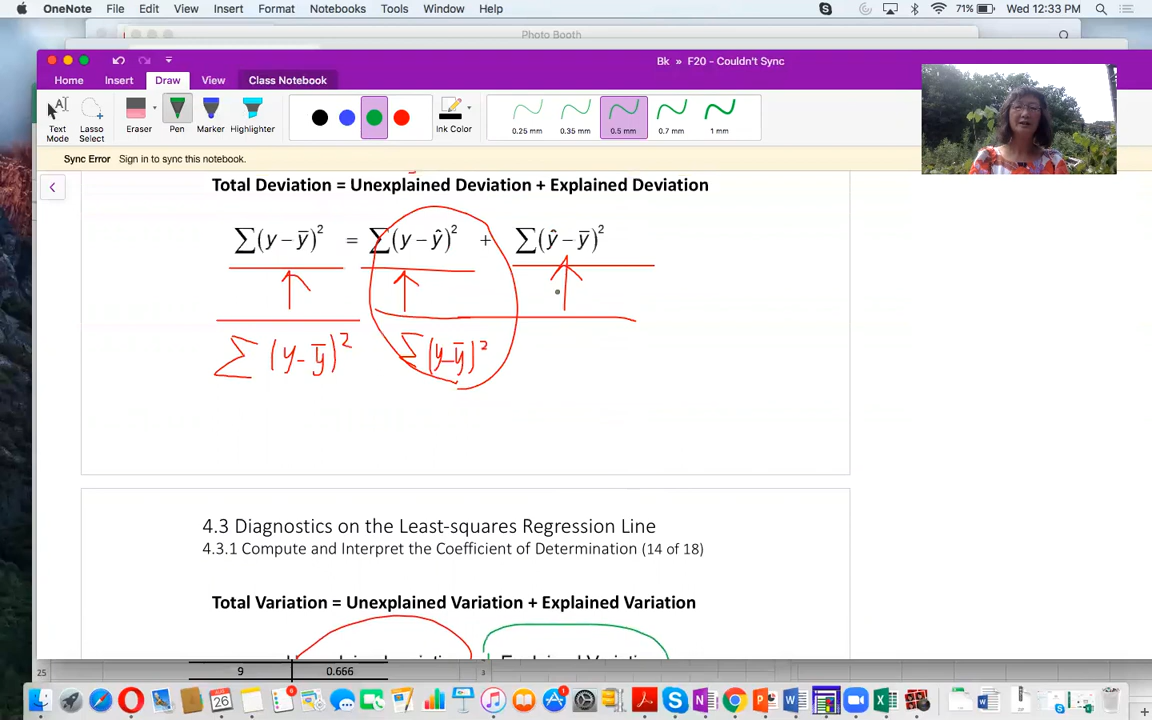 OneNote File Edit View Insert Format Notebooks Tools Window Help 71% Wed 12:33 PM
Photo Booth
Bk » F20 - Couldn't Sync
Home Insert Draw View Class Notebook
Text Mode Lasso Select Eraser Pen Marker Highlighter Ink Color 0.25 mm 0.35 mm 0.5 mm 0.7 mm 1 mm
Sync Error Sign in to sync this notebook.
Total Deviation = Unexplained Deviation + Explained Deviation
∑(y − ȳ)² = ∑(y − ŷ)² + ∑(ŷ − ȳ)²
∑(y-ȳ)² ∑(y-ȳ)²
4.3 Diagnostics on the Least-squares Regression Line
4.3.1 Compute and Interpret the Coefficient of Determination (14 of 18)
Total Variation = Unexplained Variation + Explained Variation
25 9 0.666 3
26